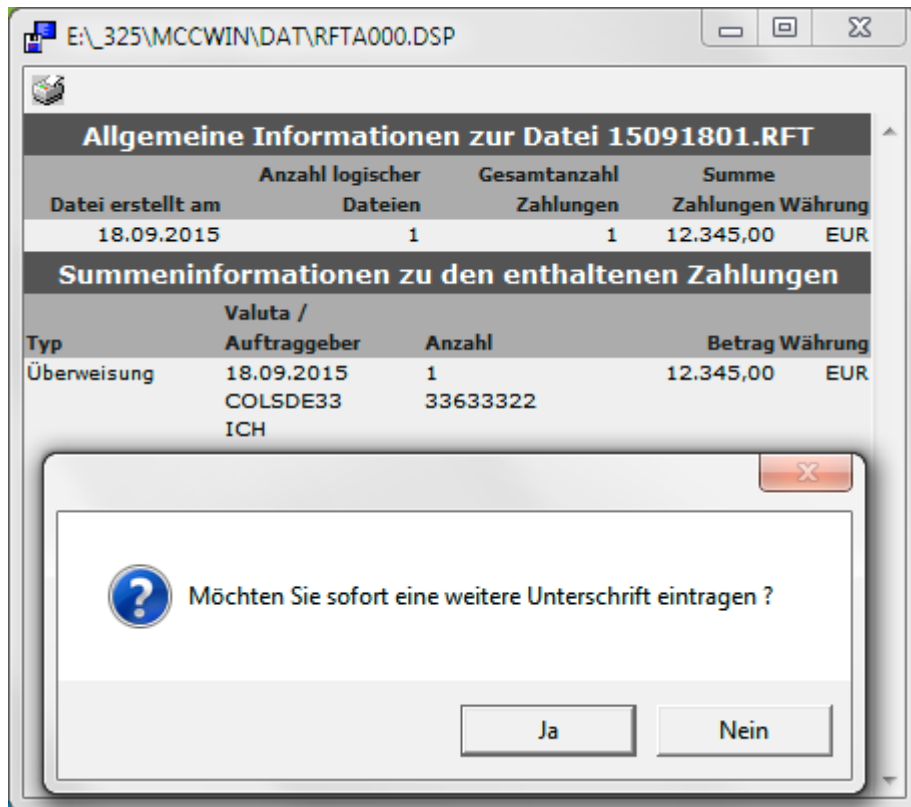 E:\_325\MCCWIN\DAT\RFTA000.DSP
Allgemeine Informationen zur Datei 15091801.RFT
Anzahl logischer Gesamtanzahl Summe
Datei erstellt am Dateien Zahlungen Zahlungen Währung
18.09.2015 1 1 12.345,00 EUR
Summeninformationen zu den enthaltenen Zahlungen
Valuta /
Typ Auftraggeber Anzahl Betrag Währung
Überweisung 18.09.2015 1 12.345,00 EUR
COLSDE33 33633322
ICH
Möchten Sie sofort eine weitere Unterschrift eintragen ?
Ja Nein